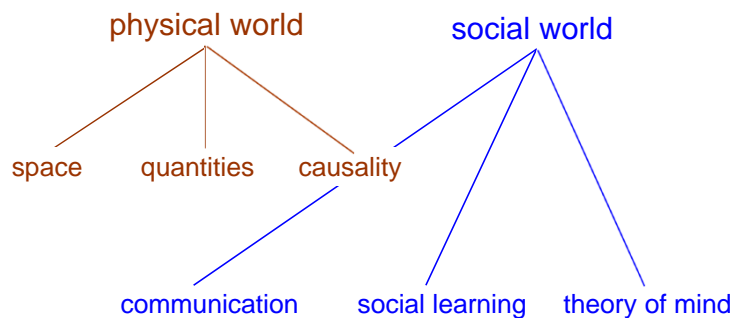 physical world
social world
space
quantities
causality
communication
social learning
theory of mind